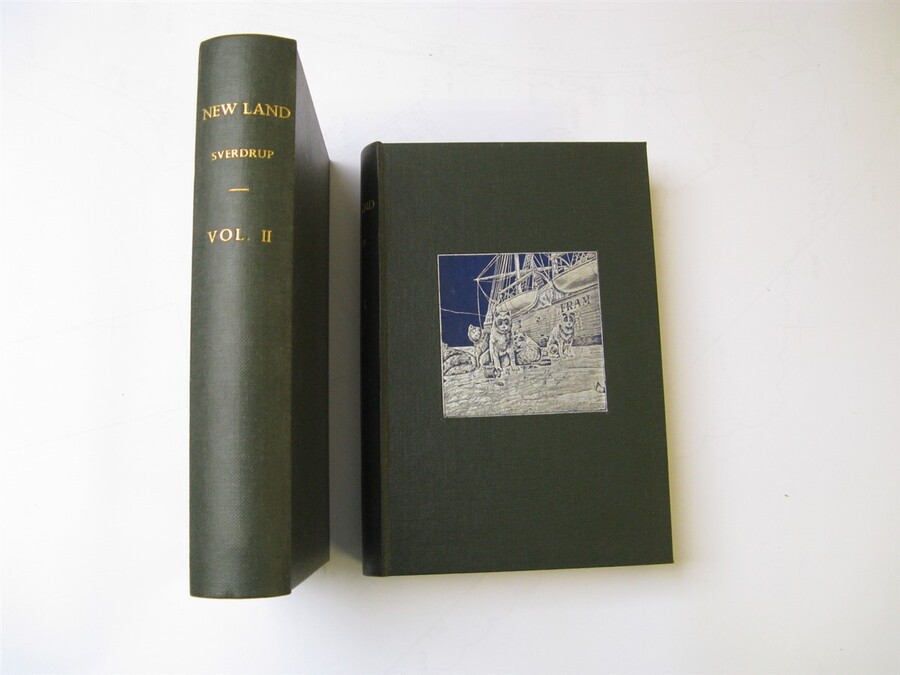 NEW LAND
SVERDRUP
VOL. II
FRAM